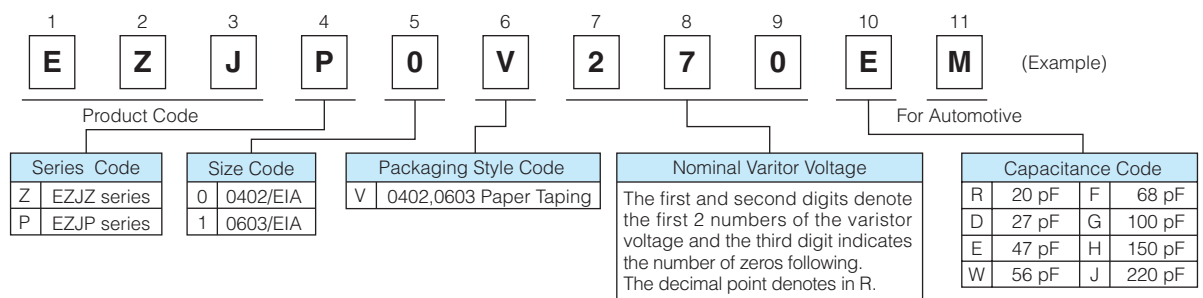 1 2 3 4 5 6 7 8 9 10 11
E Z J P 0 V 2 7 0 E M (Example)
Product Code For Automotive
Series Code
Z EZJZ series
P EZJP series
Size Code
0 0402/EIA
1 0603/EIA
Packaging Style Code
V 0402,0603 Paper Taping
Nominal Varitor Voltage
The first and second digits denote
the first 2 numbers of the varistor
voltage and the third digit indicates
the number of zeros following.
The decimal point denotes in R.
Capacitance Code
R 20 pF F 68 pF
D 27 pF G 100 pF
E 47 pF H 150 pF
W 56 pF J 220 pF